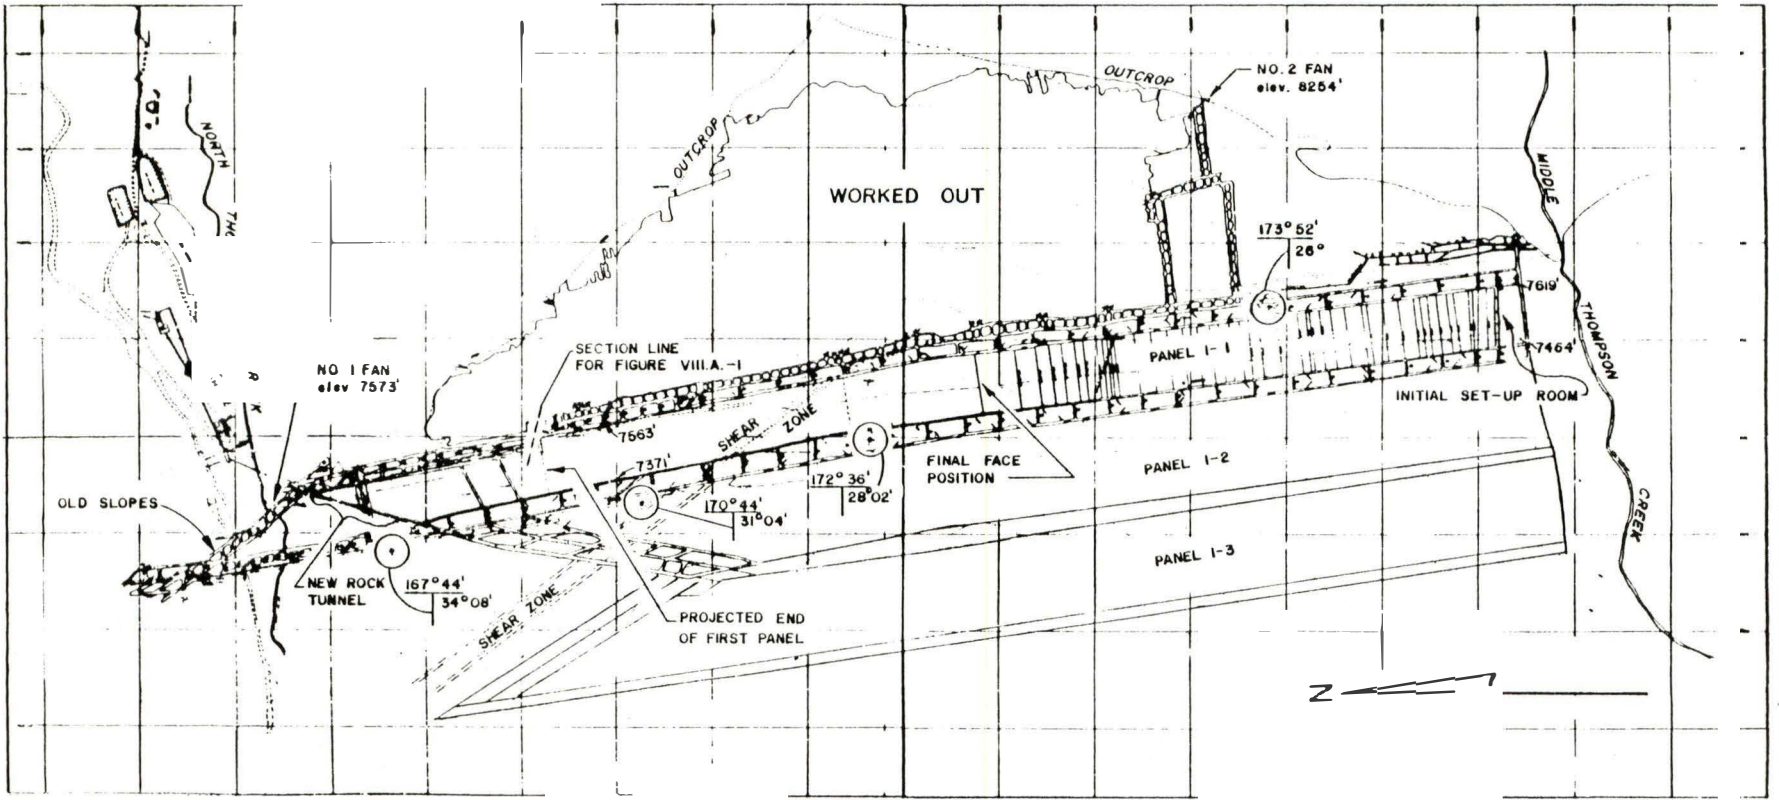 NO. 2 FAN
elev. 8254'
OUTCROP
OUTCROP
NORTH
MIDDLE
THOMPSON
CREEK
WORKED OUT
173° 52'
26°
7619'
7464'
SECTION LINE
FOR FIGURE VIII.A.-1
NO 1 FAN
elev 7573'
PANEL 1-1
INITIAL SET-UP ROOM
7563'
SHEAR ZONE
7371'
FINAL FACE
POSITION
PANEL 1-2
172° 36'
28°02'
170°44'
31°04'
OLD SLOPES
PANEL 1-3
NEW ROCK
TUNNEL
167°44'
34°08'
SHEAR ZONE
PROJECTED END
OF FIRST PANEL
N